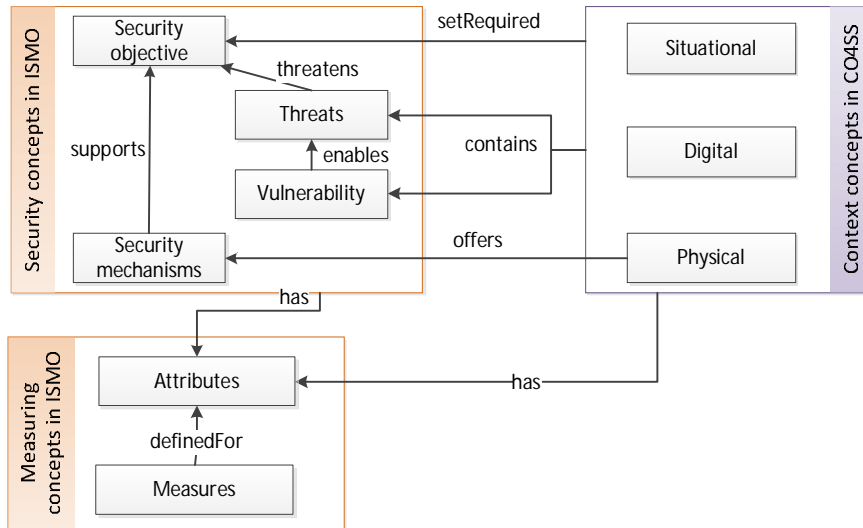 Security concepts in ISMO
Security
objective
setRequired
Situational
Context concepts in CO4SS
threatens
Threats
supports
enables
contains
Digital
Vulnerability
Security
mechanisms
offers
Physical
has
Measuring
concepts in ISMO
Attributes
has
definedFor
Measures